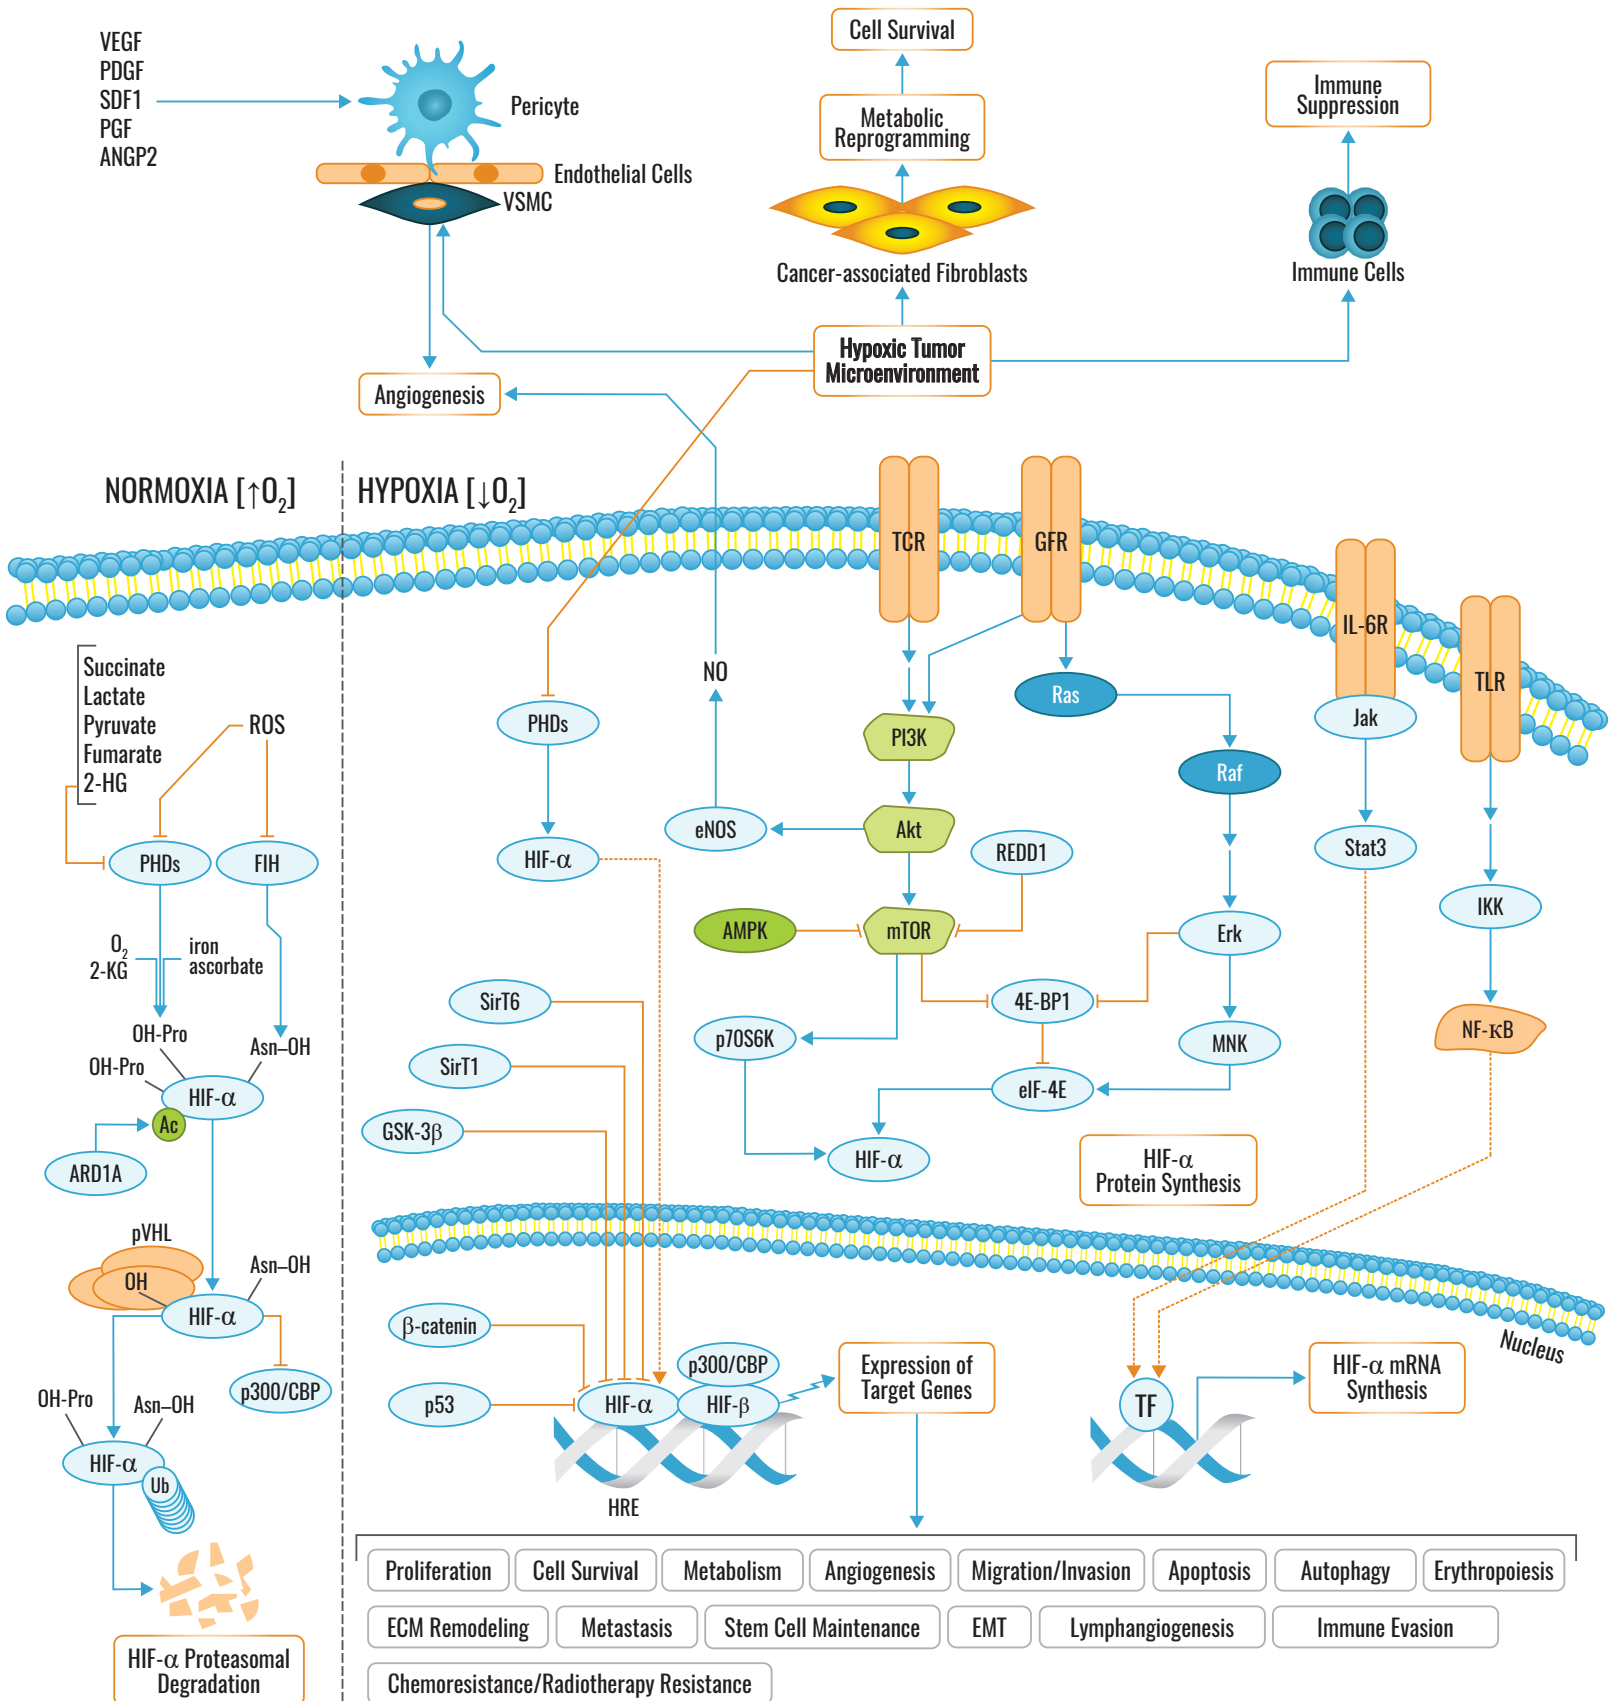 VEGF
PDGF
SDF1
PGF
ANGP2
Pericyte
Endothelial Cells
VSMC
Cell Survival
Metabolic
Reprogramming
Cancer-associated Fibroblasts
Immune
Suppression
Immune Cells
Hypoxic Tumor
Microenvironment
Angiogenesis
NORMOXIA [↑O₂]
HYPOXIA [↓O₂]
TCR
GFR
IL-6R
TLR
Succinate
Lactate
Pyruvate
Fumarate
2-HG
ROS
PHDs
FIH
O₂
2-KG
iron
ascorbate
OH-Pro
OH-Pro
Asn–OH
HIF-α
Ac
ARD1A
pVHL
OH
Asn–OH
HIF-α
p300/CBP
OH-Pro
Asn–OH
HIF-α
Ub
HIF-α Proteasomal
Degradation
NO
PHDs
HIF-α
eNOS
PI3K
Akt
REDD1
AMPK
mTOR
Ras
Raf
Erk
MNK
4E-BP1
eIF-4E
p70S6K
HIF-α
Jak
Stat3
IKK
NF-κB
HIF-α
Protein Synthesis
SirT6
SirT1
GSK-3β
β-catenin
p53
HIF-α
p300/CBP
HIF-β
HRE
Expression of
Target Genes
TF
HIF-α mRNA
Synthesis
Nucleus
Proliferation
Cell Survival
Metabolism
Angiogenesis
Migration/Invasion
Apoptosis
Autophagy
Erythropoiesis
ECM Remodeling
Metastasis
Stem Cell Maintenance
EMT
Lymphangiogenesis
Immune Evasion
Chemoresistance/Radiotherapy Resistance